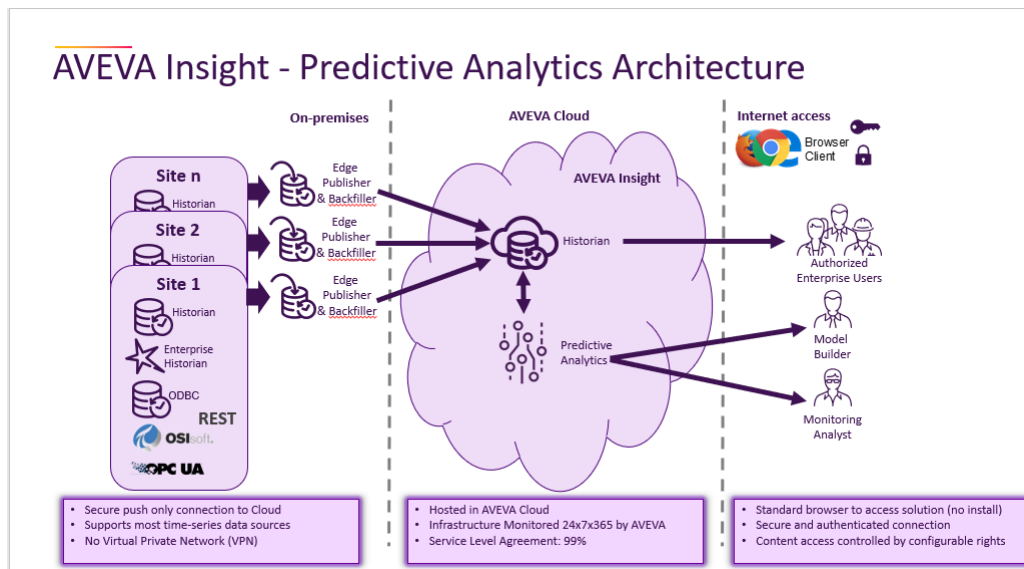 AVEVA Insight - Predictive Analytics Architecture
On-premises
AVEVA Cloud
Internet access
Browser
Client
Site n
Historian
Site 2
Historian
Site 1
Historian
Enterprise
Historian
ODBC
REST
OSIsoft.
OPC UA
Edge
Publisher
& Backfiller
Edge
Publisher
& Backfiller
Edge
Publisher
& Backfiller
AVEVA Insight
Historian
Predictive
Analytics
Authorized
Enterprise Users
Model
Builder
Monitoring
Analyst
• Secure push only connection to Cloud
• Supports most time-series data sources
• No Virtual Private Network (VPN)
• Hosted in AVEVA Cloud
• Infrastructure Monitored 24x7x365 by AVEVA
• Service Level Agreement: 99%
• Standard browser to access solution (no install)
• Secure and authenticated connection
• Content access controlled by configurable rights